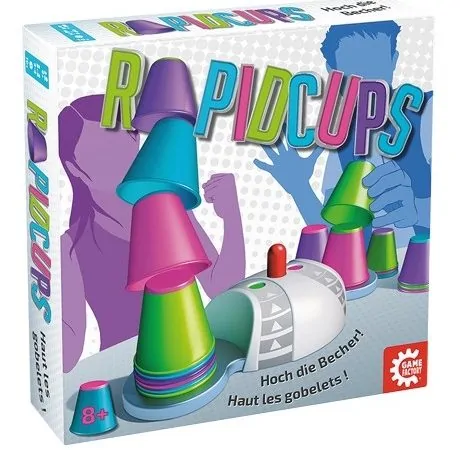 Hoch die Becher!
RAPIDCUPS
RAPIDCUPS
Haut les gobelets !
8+
Hoch die Becher!
Haut les gobelets !
GAME
FACTORY